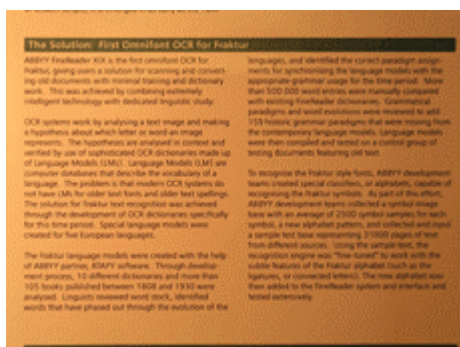 The Solution: First Omnifont OCR for Fraktur
ABBYY FineReader XIX is the first omnifont OCR for
Fraktur, giving users a solution for scanning and convert-
ing old documents with minimal training and dictionary
work. This was achieved by combining extremely
intelligent technology with dedicated linguistic study.
OCR systems work by analysing a text image and making
a hypothesis about which letter or word an image
represents. The hypotheses are analysed in context and
verified by use of sophisticated OCR dictionaries made up
of Language Models (LMs). Language Models (LM) are
computer databases that describe the vocabulary of a
language. The problem is that modern OCR systems do
not have LMs for older text fonts and older text spellings.
The solution for Fraktur text recognition was achieved
through the development of OCR dictionaries specifically
for this time period. Special language models were
created for five European languages.
The Fraktur language models were created with the help
of ABBYY partner, ATAPY software. Through develop-
ment process, 10 different dictionaries and more than
105 books published between 1808 and 1930 were
analysed. Linguists reviewed word stock, identified
words that have phased out through the evolution of the
languages, and identified the correct paradigm assign-
ments for synchronising the language models with the
appropriate grammar usage for the time period. More
than 500.000 word entries were manually compared
with existing FineReader dictionaries. Grammatical
paradigms and word evolutions were reviewed to add
159 historic grammar paradigms that were missing from
the contemporary language models. Language models
were then compiled and tested on a control group of
testing documents featuring old text.
To recognise the Fraktur style fonts, ABBYY development
teams created special classifiers, or alphabets, capable of
recognising the Fraktur symbols. As part of this effort,
ABBYY development teams collected a symbol image
base with an average of 2500 symbol samples for each
symbol, a new alphabet pattern, and collected and input
a sample text base representing 31000 pages of text
from different sources. Using the sample text, the
recognition engine was "fine-tuned" to work with the
subtle features of the Fraktur alphabet (such as the
ligatures, or connected letters). The new alphabet was
then added to the FineReader system and interface and
tested extensively.